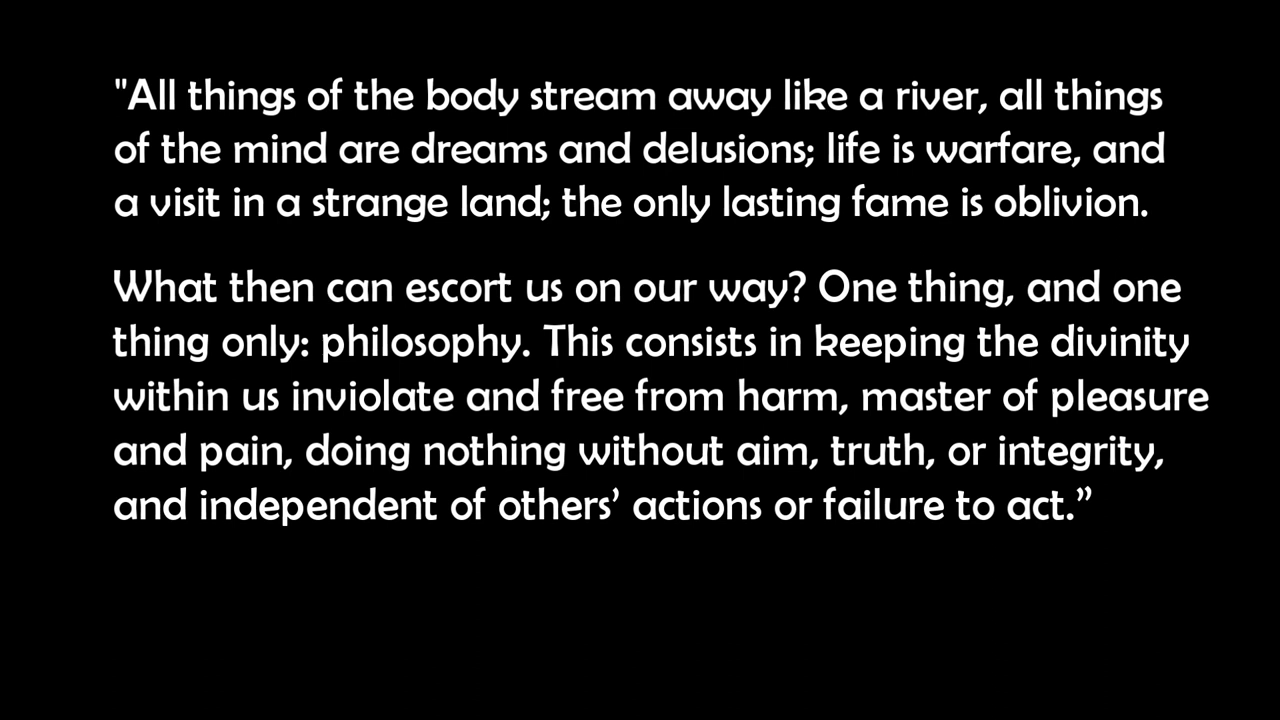 "All things of the body stream away like a river, all things
of the mind are dreams and delusions; life is warfare, and
a visit in a strange land; the only lasting fame is oblivion.
What then can escort us on our way? One thing, and one
thing only: philosophy. This consists in keeping the divinity
within us inviolate and free from harm, master of pleasure
and pain, doing nothing without aim, truth, or integrity,
and independent of others’ actions or failure to act.”